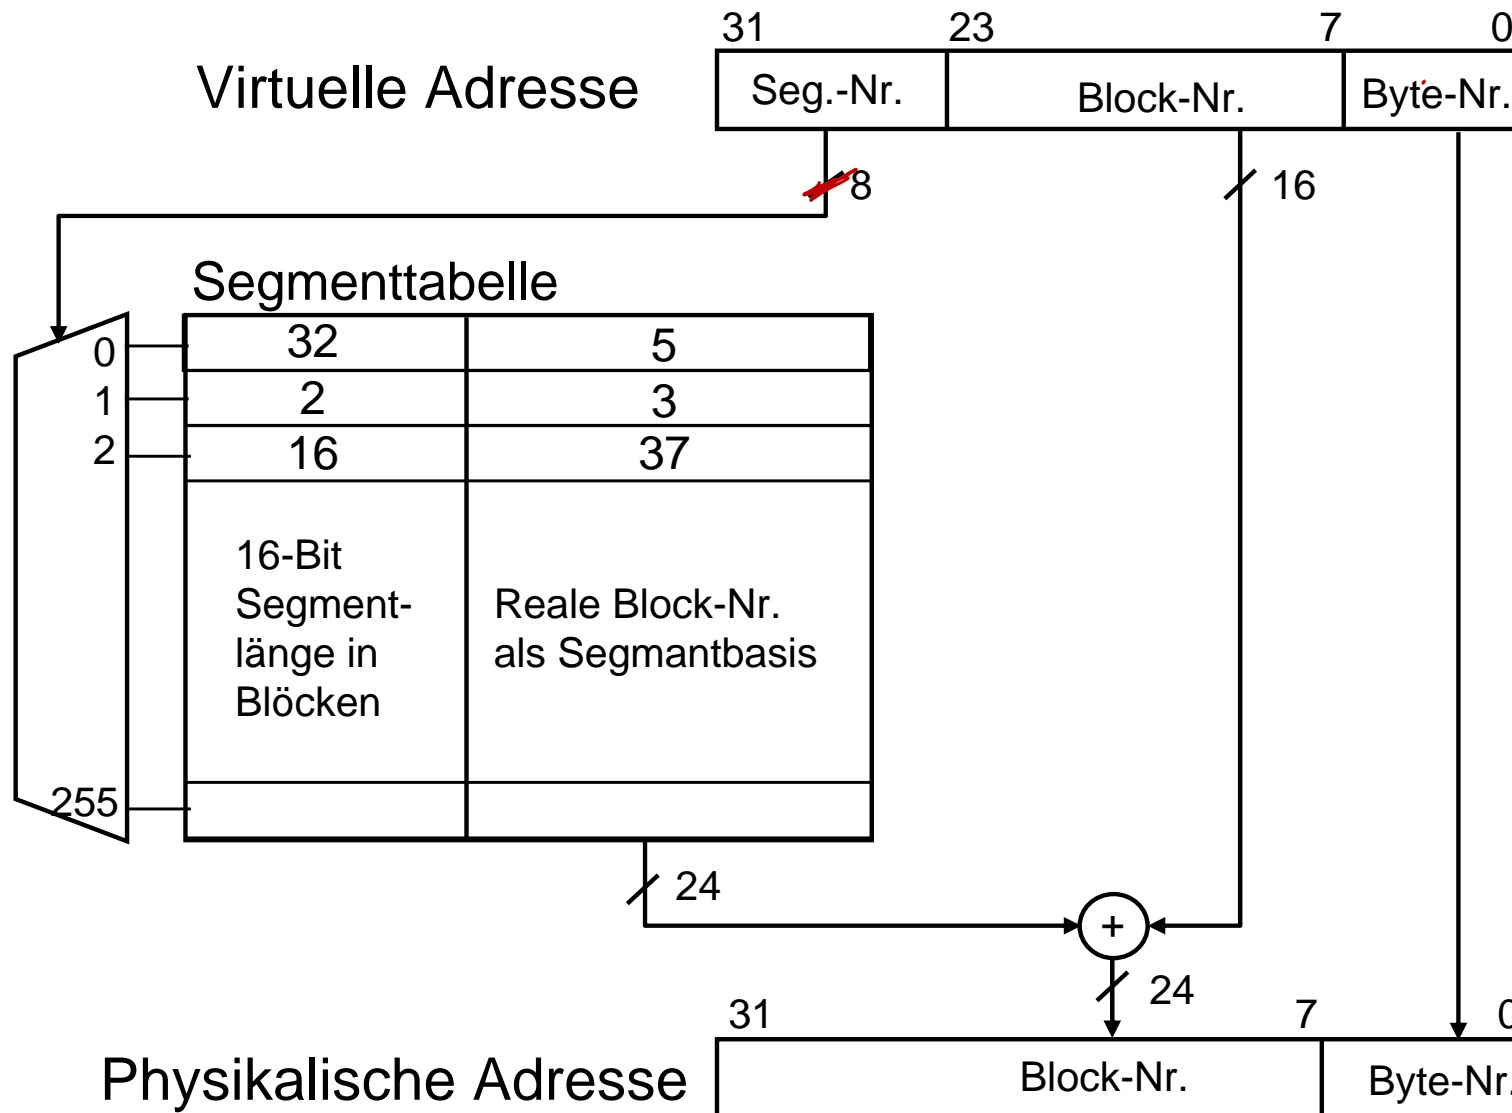 31 23 7 0
Virtuelle Adresse
Seg.-Nr. Block-Nr. Byte-Nr.
8 16
Segmenttabelle
0 32 5
1 2 3
2 16 37
16-Bit
Segment-
länge in
Blöcken
Reale Block-Nr.
als Segmantbasis
255
24
+
24
31 7 0
Physikalische Adresse
Block-Nr. Byte-Nr.